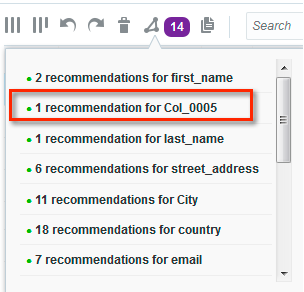 14
Search
2 recommendations for first_name
1 recommendation for Col_0005
1 recommendation for last_name
6 recommendations for street_address
11 recommendations for City
18 recommendations for country
7 recommendations for email